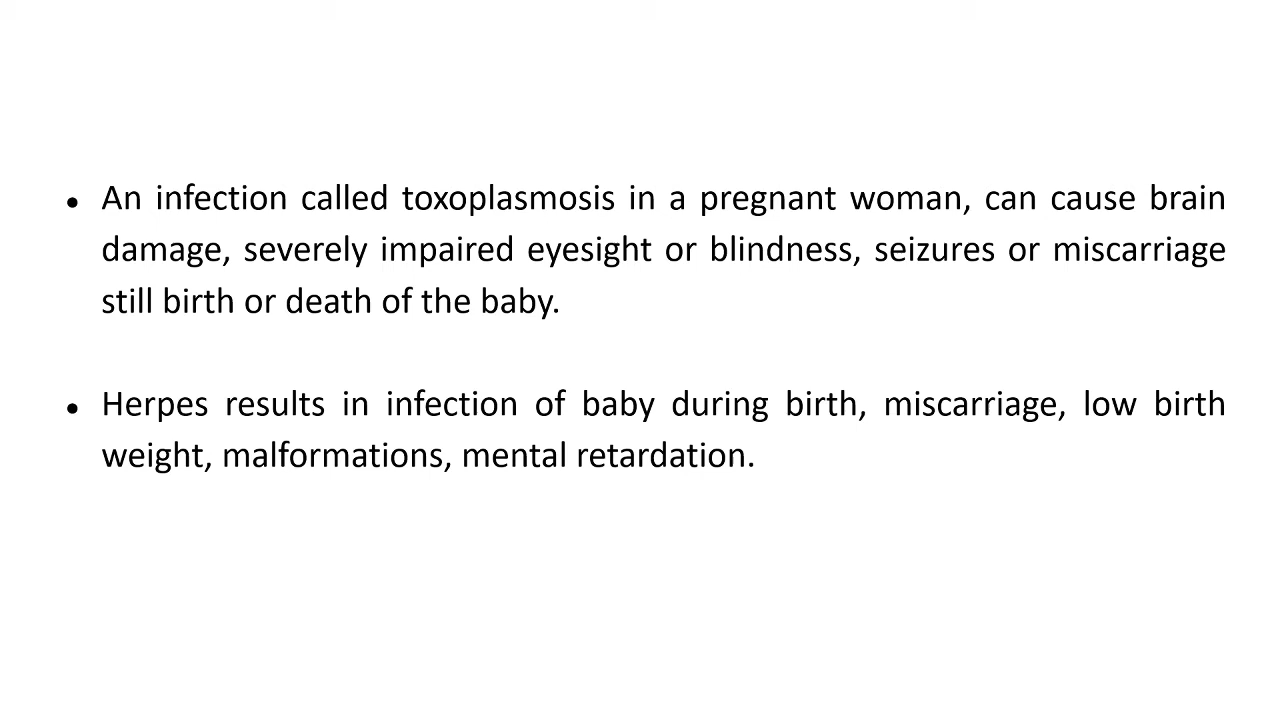 • An infection called toxoplasmosis in a pregnant woman, can cause brain
damage, severely impaired eyesight or blindness, seizures or miscarriage
still birth or death of the baby.
• Herpes results in infection of baby during birth, miscarriage, low birth
weight, malformations, mental retardation.